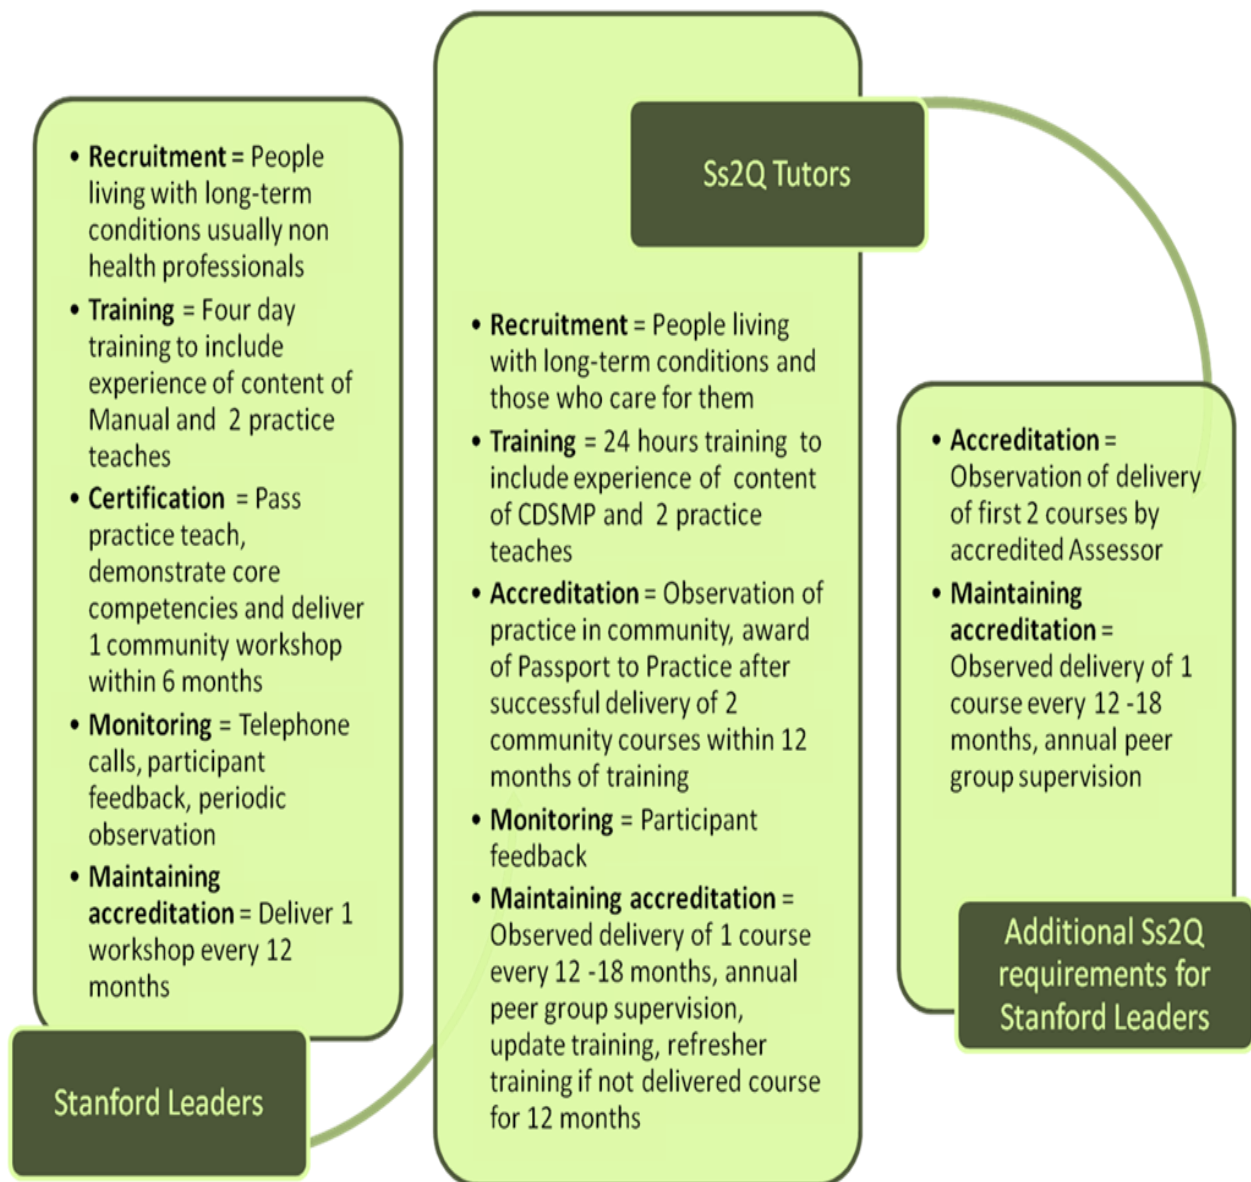 • Recruitment = People
living with long-term
conditions usually non
health professionals
• Training = Four day
training to include
experience of content of
Manual and 2 practice
teaches
• Certification = Pass
practice teach,
demonstrate core
competencies and deliver
1 community workshop
within 6 months
• Monitoring = Telephone
calls, participant
feedback, periodic
observation
• Maintaining
accreditation = Deliver 1
workshop every 12
months
Stanford Leaders
Ss2Q Tutors
• Recruitment = People living
with long-term conditions and
those who care for them
• Training = 24 hours training to
include experience of content
of CDSMP and 2 practice
teaches
• Accreditation = Observation of
practice in community, award
of Passport to Practice after
successful delivery of 2
community courses within 12
months of training
• Monitoring = Participant
feedback
• Maintaining accreditation =
Observed delivery of 1 course
every 12 -18 months, annual
peer group supervision,
update training, refresher
training if not delivered course
for 12 months
• Accreditation =
Observation of delivery
of first 2 courses by
accredited Assessor
• Maintaining
accreditation =
Observed delivery of 1
course every 12 -18
months, annual peer
group supervision
Additional Ss2Q
requirements for
Stanford Leaders